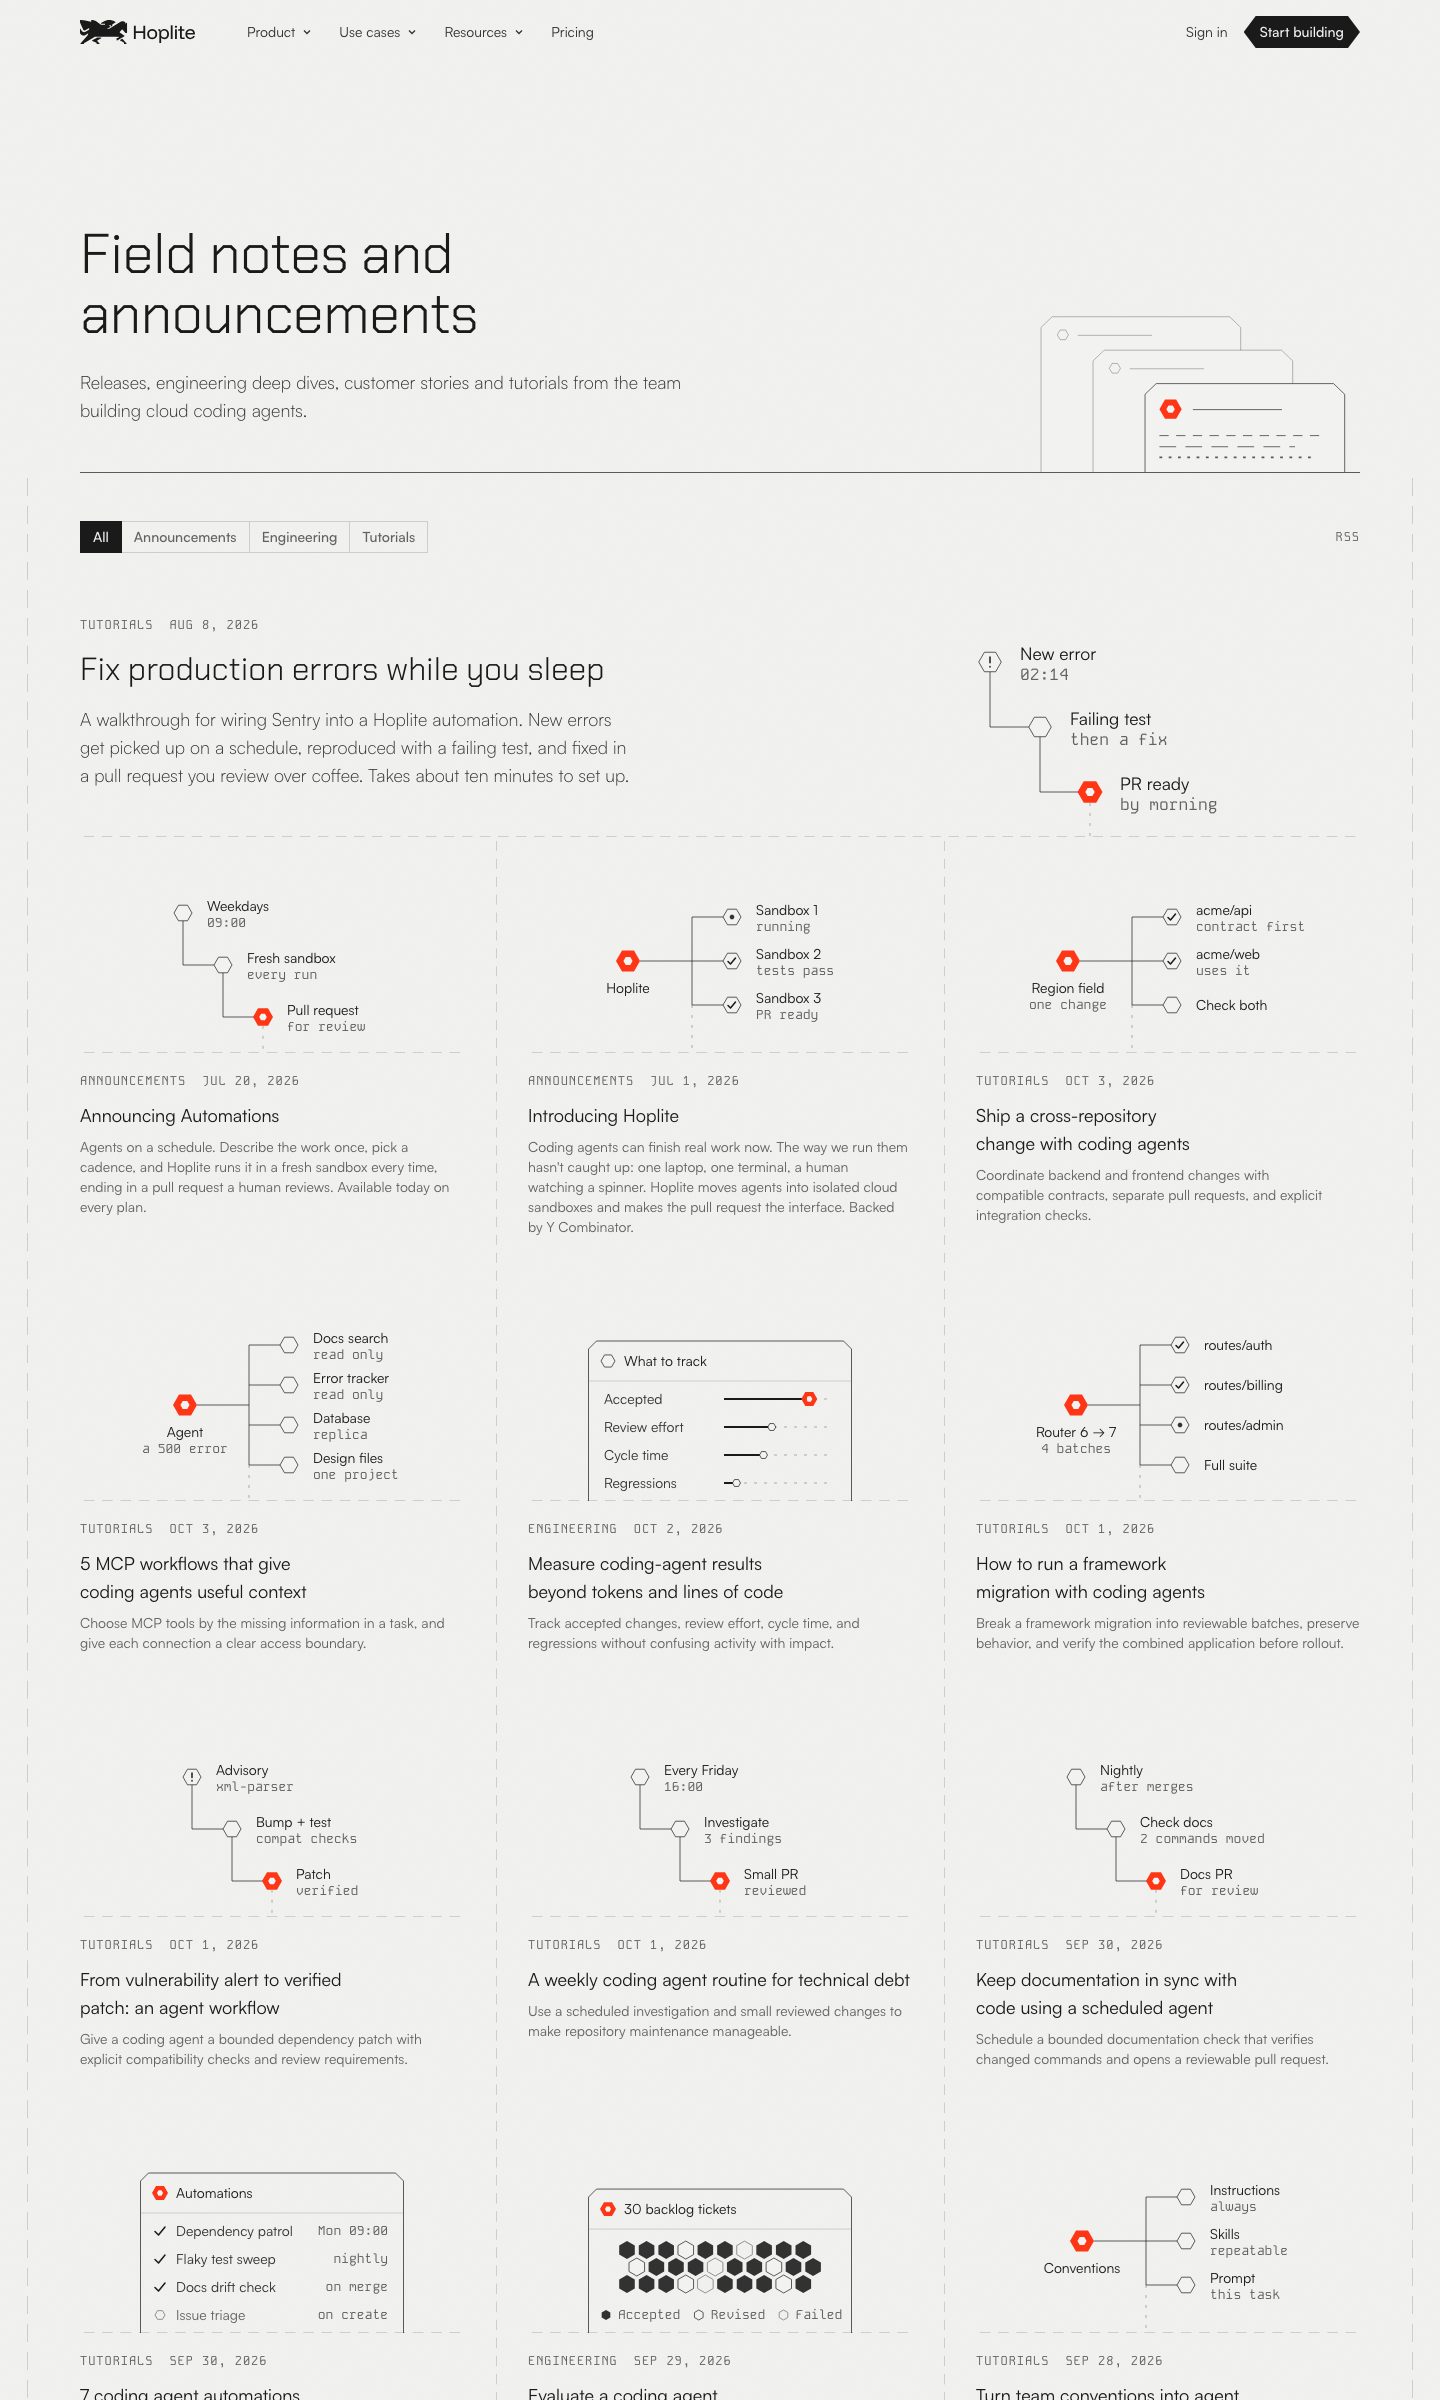 Hoplite
Product
Use cases
Resources
Pricing
Sign in
Start building
Field notes and
announcements
Releases, engineering deep dives, customer stories and tutorials from the team
building cloud coding agents.
All
Announcements
Engineering
Tutorials
RSS
TUTORIALS AUG 8, 2026
Fix production errors while you sleep
A walkthrough for wiring Sentry into a Hoplite automation. New errors
get picked up on a schedule, reproduced with a failing test, and fixed in
a pull request you review over coffee. Takes about ten minutes to set up.
New error
02:14
Failing test
then a fix
PR ready
by morning
Weekdays
09:00
Fresh sandbox
every run
Pull request
for review
ANNOUNCEMENTS JUL 20, 2026
Announcing Automations
Agents on a schedule. Describe the work once, pick a
cadence, and Hoplite runs it in a fresh sandbox every time,
ending in a pull request a human reviews. Available today on
every plan.
Hoplite
Sandbox 1
running
Sandbox 2
tests pass
Sandbox 3
PR ready
ANNOUNCEMENTS JUL 1, 2026
Introducing Hoplite
Coding agents can finish real work now. The way we run them
hasn't caught up: one laptop, one terminal, a human
watching a spinner. Hoplite moves agents into isolated cloud
sandboxes and makes the pull request the interface. Backed
by Y Combinator.
Region field
one change
acme/api
contract first
acme/web
uses it
Check both
TUTORIALS OCT 3, 2026
Ship a cross-repository
change with coding agents
Coordinate backend and frontend changes with
compatible contracts, separate pull requests, and explicit
integration checks.
Agent
a 500 error
Docs search
read only
Error tracker
read only
Database
replica
Design files
one project
TUTORIALS OCT 3, 2026
5 MCP workflows that give
coding agents useful context
Choose MCP tools by the missing information in a task, and
give each connection a clear access boundary.
What to track
Accepted
Review effort
Cycle time
Regressions
ENGINEERING OCT 2, 2026
Measure coding-agent results
beyond tokens and lines of code
Track accepted changes, review effort, cycle time, and
regressions without confusing activity with impact.
Router 6 → 7
4 batches
routes/auth
routes/billing
routes/admin
Full suite
TUTORIALS OCT 1, 2026
How to run a framework
migration with coding agents
Break a framework migration into reviewable batches, preserve
behavior, and verify the combined application before rollout.
Advisory
xml-parser
Bump + test
compat checks
Patch
verified
TUTORIALS OCT 1, 2026
From vulnerability alert to verified
patch: an agent workflow
Give a coding agent a bounded dependency patch with
explicit compatibility checks and review requirements.
Every Friday
16:00
Investigate
3 findings
Small PR
reviewed
TUTORIALS OCT 1, 2026
A weekly coding agent routine for technical debt
Use a scheduled investigation and small reviewed changes to
make repository maintenance manageable.
Nightly
after merges
Check docs
2 commands moved
Docs PR
for review
TUTORIALS SEP 30, 2026
Keep documentation in sync with
code using a scheduled agent
Schedule a bounded documentation check that verifies
changed commands and opens a reviewable pull request.
Automations
Dependency patrol Mon 09:00
Flaky test sweep nightly
Docs drift check on merge
Issue triage on create
TUTORIALS SEP 30, 2026
7 coding agent automations
30 backlog tickets
Accepted Revised Failed
ENGINEERING SEP 29, 2026
Evaluate a coding agent
Conventions
Instructions
always
Skills
repeatable
Prompt
this task
TUTORIALS SEP 28, 2026
Turn team conventions into agent